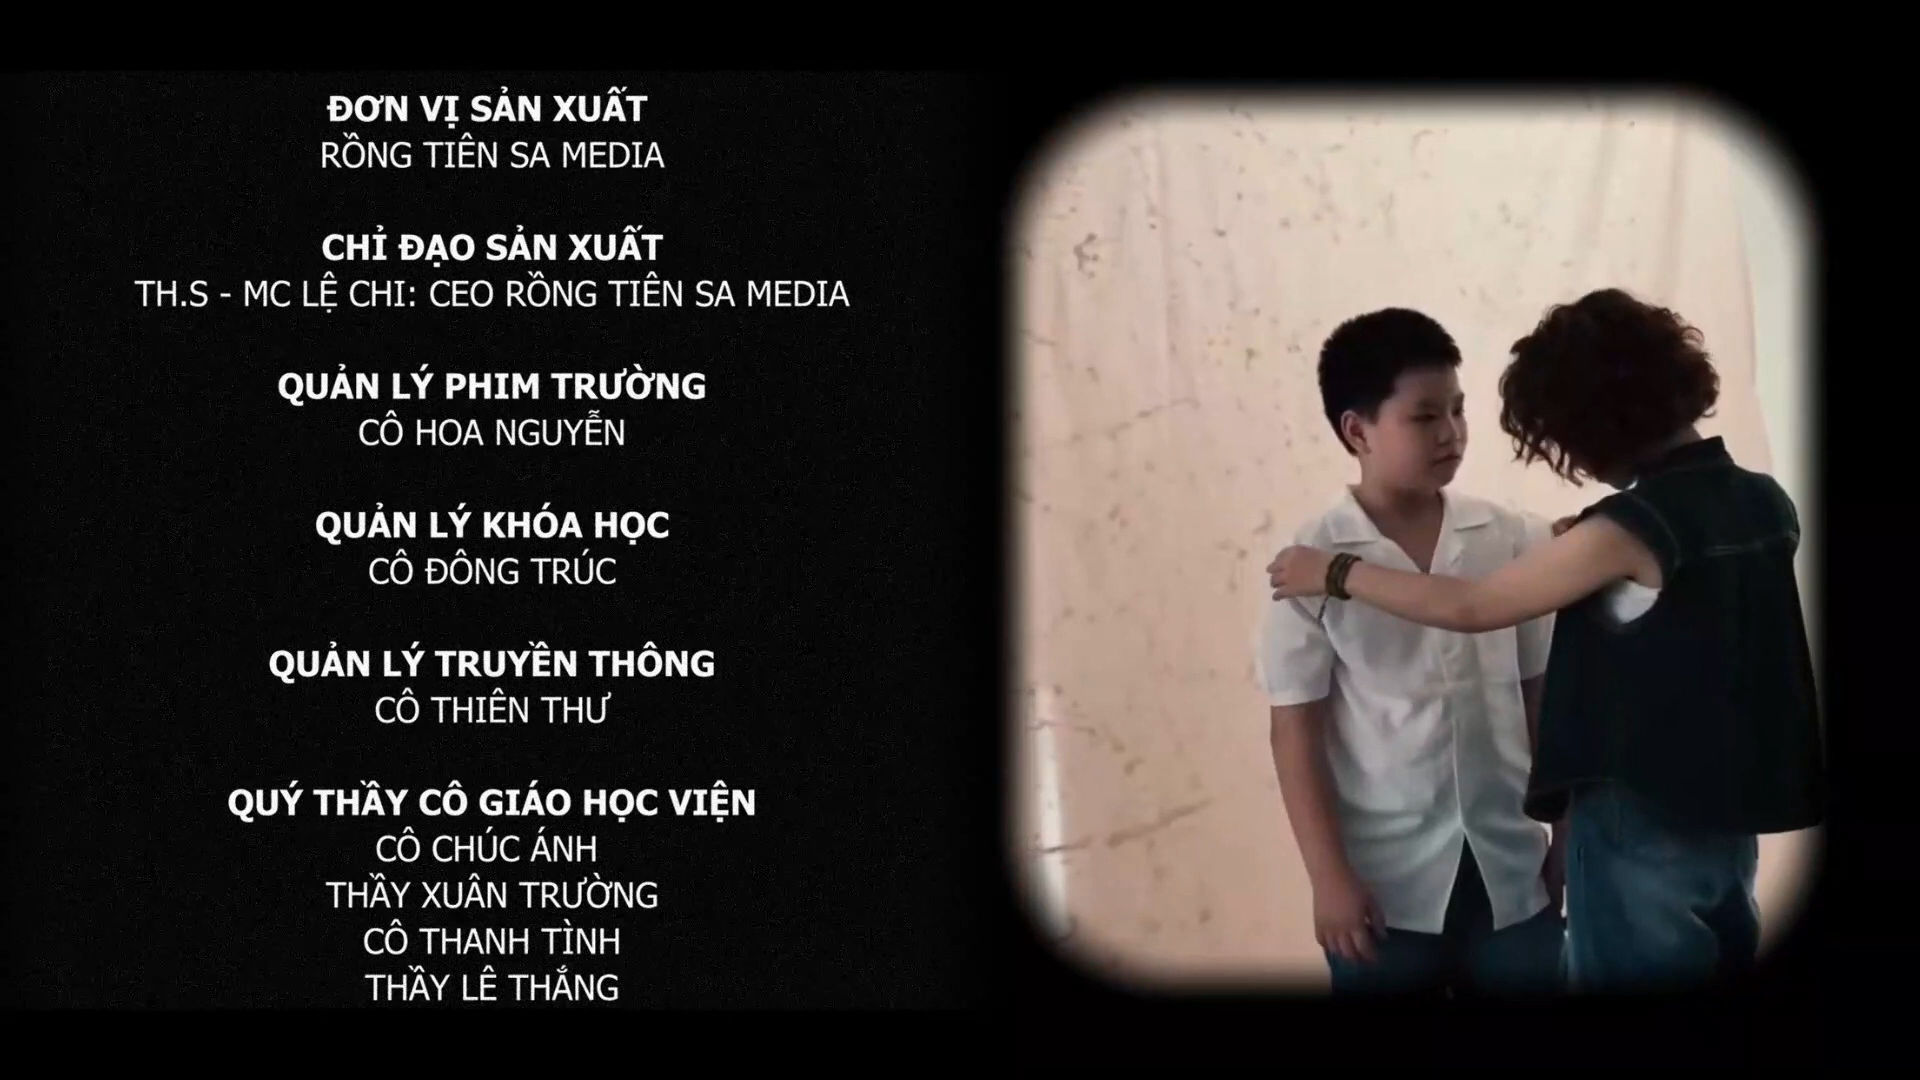 ĐƠN VỊ SẢN XUẤT
RỒNG TIÊN SA MEDIA
CHỈ ĐẠO SẢN XUẤT
TH.S - MC LỆ CHI: CEO RỒNG TIÊN SA MEDIA
QUẢN LÝ PHIM TRƯỜNG
CÔ HOA NGUYỄN
QUẢN LÝ KHÓA HỌC
CÔ ĐÔNG TRÚC
QUẢN LÝ TRUYỀN THÔNG
CÔ THIÊN THƯ
QUÝ THẦY CÔ GIÁO HỌC VIỆN
CÔ CHÚC ÁNH
THẦY XUÂN TRƯỜNG
CÔ THANH TÌNH
THẦY LÊ THẮNG